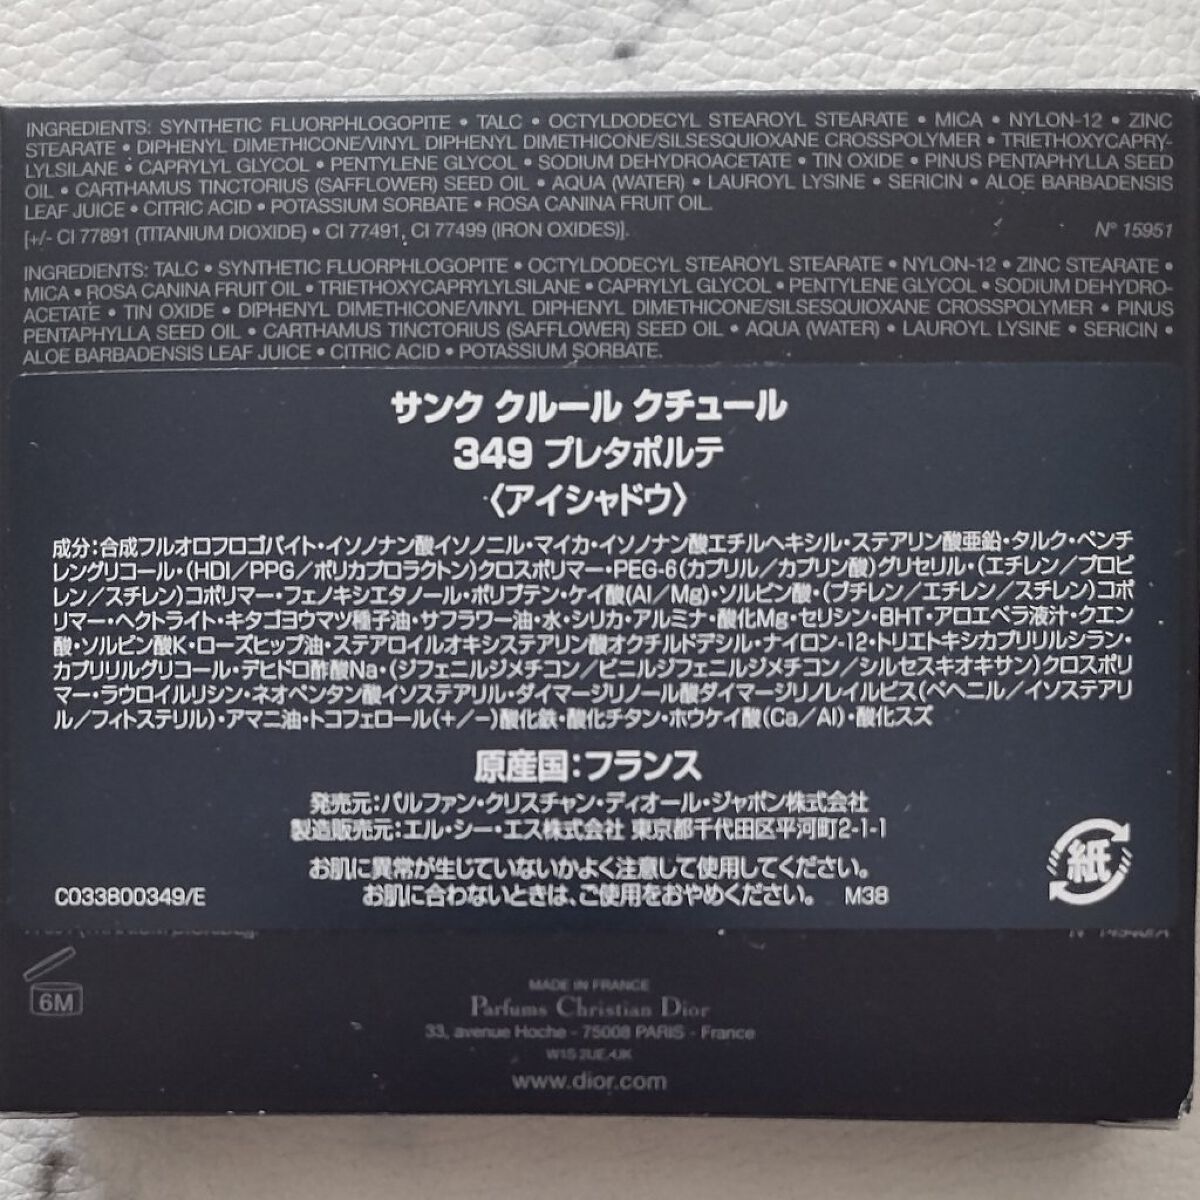 INGREDIENTS: SYNTHETIC FLUORPHLOGOPITE • TALC • OCTYLDODECYL STEAROYL STEARATE • MICA • NYLON-12 • ZINC
STEARATE • DIPHENYL DIMETHICONE/VINYL DIPHENYL DIMETHICONE/SILSESQUIOXANE CROSSPOLYMER • TRIETHOXYCAPRY-
LYLSILANE • CAPRYLYL GLYCOL • PENTYLENE GLYCOL • SODIUM DEHYDROACETATE • TIN OXIDE • PINUS PENTAPHYLLA SEED
OIL • CARTHAMUS TINCTORIUS (SAFFLOWER) SEED OIL • AQUA (WATER) • LAUROYL LYSINE • SERICIN • ALOE BARBADENSIS
LEAF JUICE • CITRIC ACID • POTASSIUM SORBATE • ROSA CANINA FRUIT OIL.
[+/- CI 77891 (TITANIUM DIOXIDE) • CI 77491, CI 77499 (IRON OXIDES)]. N° 15951
INGREDIENTS: TALC • SYNTHETIC FLUORPHLOGOPITE • OCTYLDODECYL STEAROYL STEARATE • NYLON-12 • ZINC STEARATE •
MICA • ROSA CANINA FRUIT OIL • TRIETHOXYCAPRYLYLSILANE • CAPRYLYL GLYCOL • PENTYLENE GLYCOL • SODIUM DEHYDRO-
ACETATE • TIN OXIDE • DIPHENYL DIMETHICONE/VINYL DIPHENYL DIMETHICONE/SILSESQUIOXANE CROSSPOLYMER • PINUS
PENTAPHYLLA SEED OIL • CARTHAMUS TINCTORIUS (SAFFLOWER) SEED OIL • AQUA (WATER) • LAUROYL LYSINE • SERICIN •
ALOE BARBADENSIS LEAF JUICE • CITRIC ACID • POTASSIUM SORBATE.
サンク クルール クチュール
349 プレタポルテ
〈アイシャドウ〉
成分:合成フルオロフロゴパイト・イソノナン酸イソノニル・マイカ・イソノナン酸エチルヘキシル・ステアリン酸亜鉛・タルク・ペンチ
レングリコール・(HDI/PPG/ポリカプロラクトン)クロスポリマー・PEG-6(カプリル/カプリン酸)グリセリル・(エチレン/プロピ
レン/スチレン)コポリマー・フェノキシエタノール・ポリブテン・ケイ酸(Al/Mg)・ソルビン酸・(ブチレン/エチレン/スチレン)コポ
リマー・ヘクトライト・キタゴヨウマツ種子油・サフラワー油・水・シリカ・アルミナ・酸化Mg・セリシン・BHT・アロエベラ液汁・クエン
酸・ソルビン酸K・ローズヒップ油・ステアロイルオキシステアリン酸オクチルドデシル・ナイロン-12・トリエトキシカプリリルシラン・
カプリリルグリコール・デヒドロ酢酸Na・(ジフェニルジメチコン/ビニルジフェニルジメチコン/シルセスキオキサン)クロスポリ
マー・ラウロイルリシン・ネオペンタン酸イソステアリル・ダイマージリノール酸ダイマージリノレイルビス(ベヘニル/イソステアリ
ル/フィトステリル)・アマニ油・トコフェロール(+/-)酸化鉄・酸化チタン・ホウケイ酸(Ca/Al)・酸化スズ
原産国:フランス
発売元:パルファン・クリスチャン・ディオール・ジャポン株式会社
製造販売元:エル・シー・エス株式会社 東京都千代田区平河町2-1-1
お肌に異常が生じていないかよく注意して使用してください。
C033800349/E お肌に合わないときは、ご使用をおやめください。 M38
紙
6M
MADE IN FRANCE
Parfums Christian Dior
33, avenue Hoche - 75008 PARIS - France
W1S 2UE.UK
www.dior.com